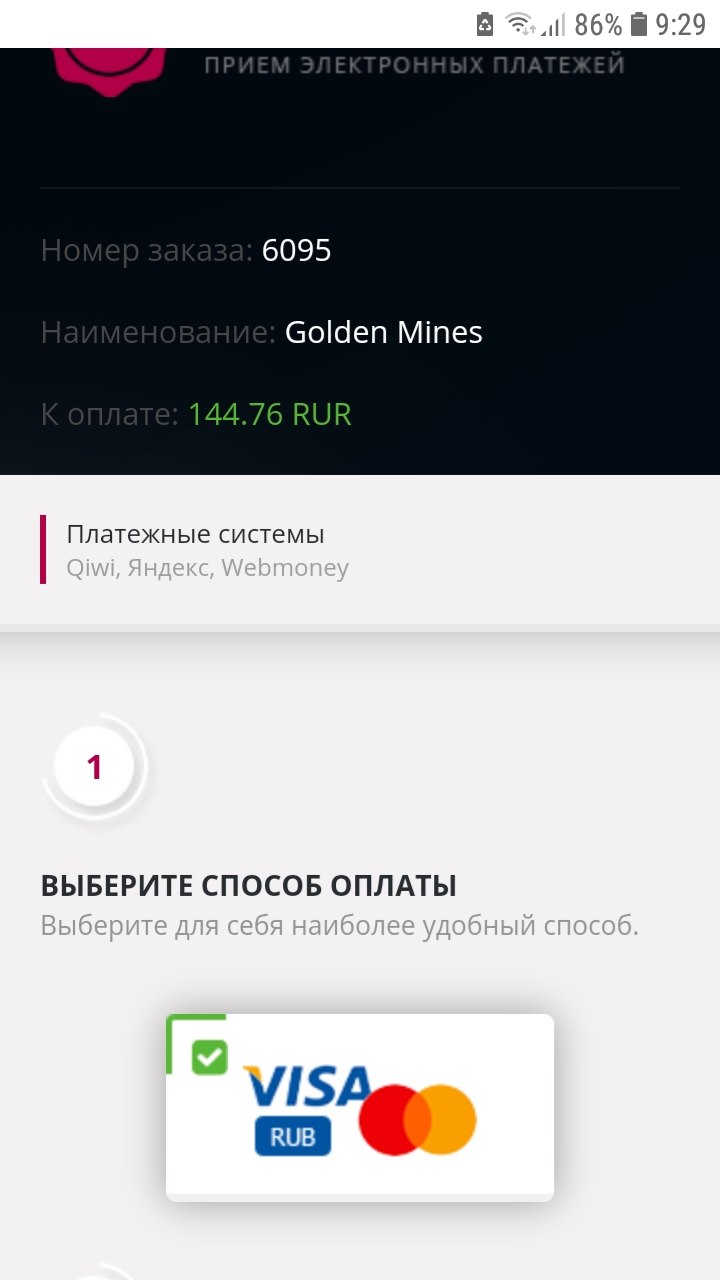 86% 9:29
ПРИЕМ ЭЛЕКТРОННЫХ ПЛАТЕЖЕЙ
Номер заказа: 6095
Наименование: Golden Mines
К оплате: 144.76 RUR
Платежные системы
Qiwi, Яндекс, Webmoney
1
ВЫБЕРИТЕ СПОСОБ ОПЛАТЫ
Выберите для себя наиболее удобный способ.
VISA
RUB